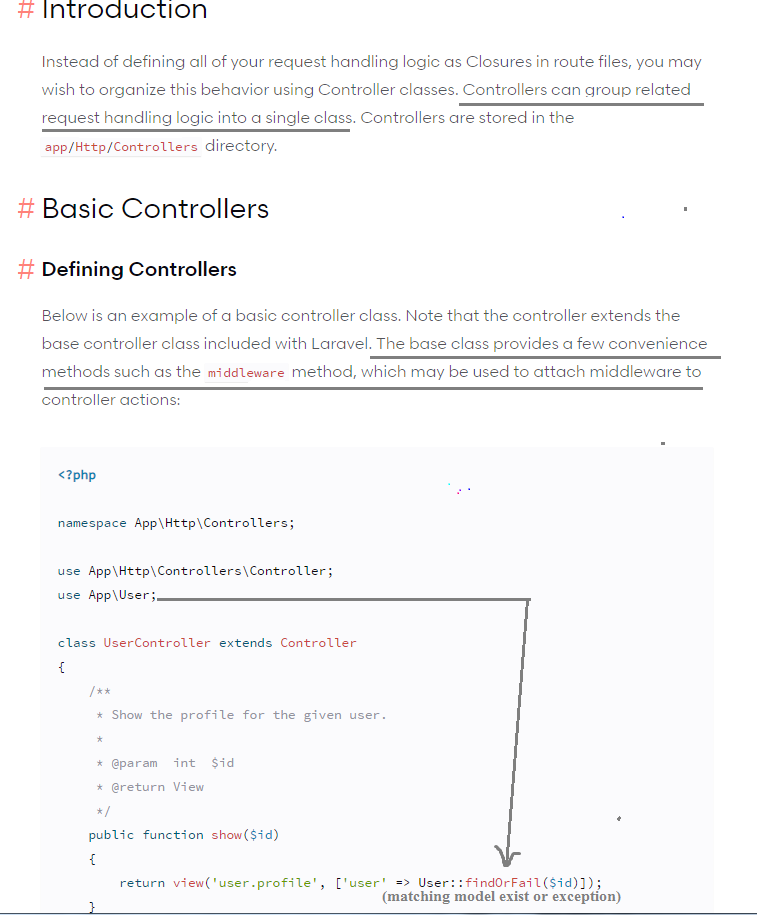 # Introduction
Instead of defining all of your request handling logic as Closures in route files, you may
wish to organize this behavior using Controller classes. Controllers can group related
request handling logic into a single class. Controllers are stored in the
app/Http/Controllers directory.
# Basic Controllers
# Defining Controllers
Below is an example of a basic controller class. Note that the controller extends the
base controller class included with Laravel. The base class provides a few convenience
methods such as the middleware method, which may be used to attach middleware to
controller actions:
<?php
namespace App\Http\Controllers;
use App\Http\Controllers\Controller;
use App\User;
class UserController extends Controller
{
/**
* Show the profile for the given user.
*
* @param  int  $id
* @return View
*/
public function show($id)
{
return view('user.profile', ['user' => User::findOrFail($id)]);
(matching model exist or exception)
}